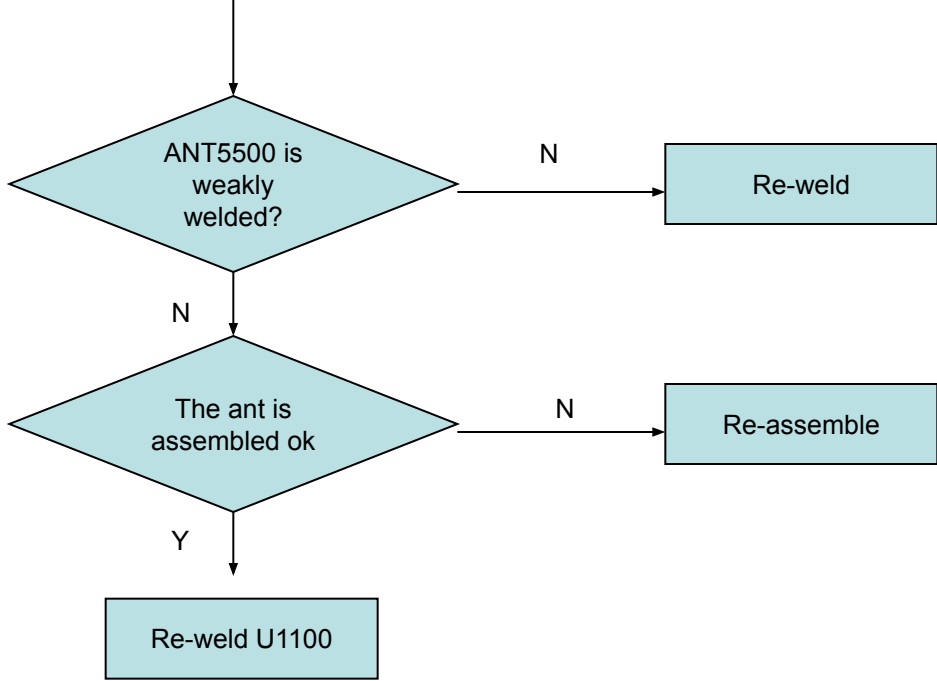 ANT5500 is
weakly
welded?
N
Re-weld
N
The ant is
assembled ok
N
Re-assemble
Y
Re-weld U1100